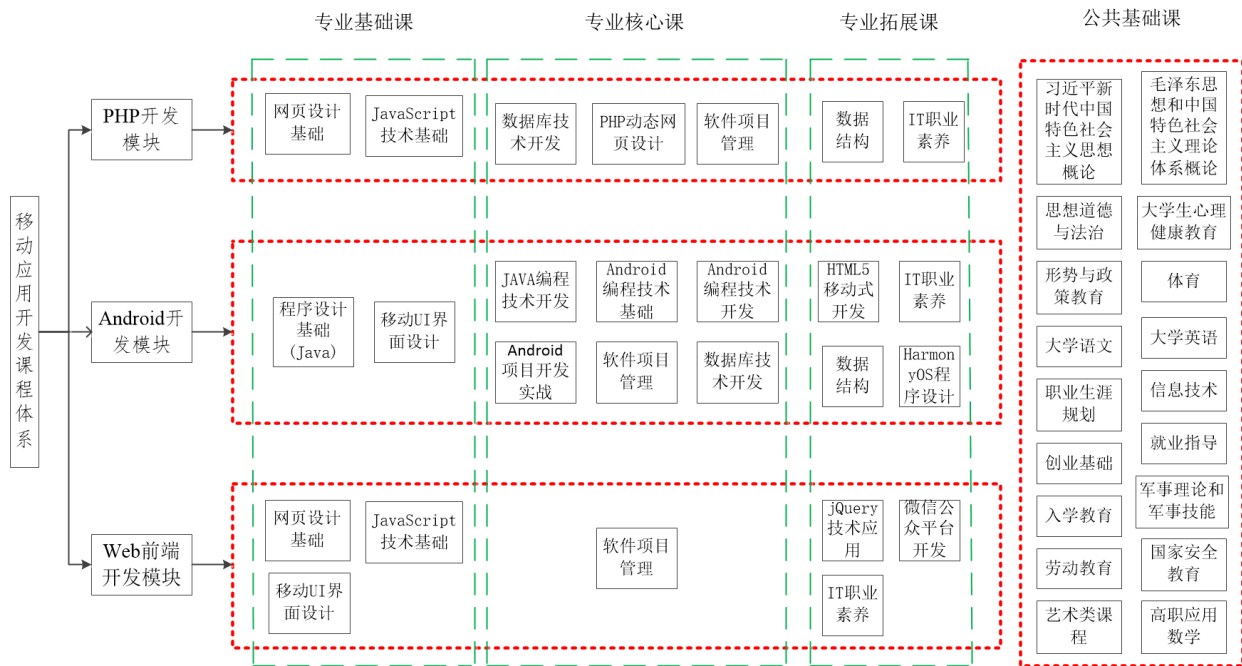 专业基础课
专业核心课
专业拓展课
公共基础课
移
动
应
用
开
发
课
程
体
系
PHP开发
模块
网页设计
基础
JavaScript
技术基础
数据库技
术开发
PHP动态网
页设计
软件项目
管理
数据
结构
IT职业
素养
Android开
发模块
程序设计
基础
(Java)
移动UI界
面设计
JAVA编程
技术开发
Android
编程技术
基础
Android
编程技术
开发
Android
项目开发
实战
软件项目
管理
数据库技
术开发
HTML5
移动式
开发
IT职业
素养
数据
结构
Harmon
yOS程
序设计
Web前端
开发模块
网页设计
基础
JavaScript
技术基础
移动UI界
面设计
软件项目
管理
jQuery
技术应
用
微信公
众平台
开发
IT职业
素养
习近平新
时代中国
特色社会
主义思想
概论
毛泽东思
想和中国
特色社会
主义理论
体系概论
思想道德
与法治
大学生心理
健康教育
形势与政
策教育
体育
大学语文
大学英语
职业生涯
规划
信息技术
创业基础
就业指导
入学教育
军事理论和
军事技能
劳动教育
国家安全
教育
艺术类课
程
高职应用
数学